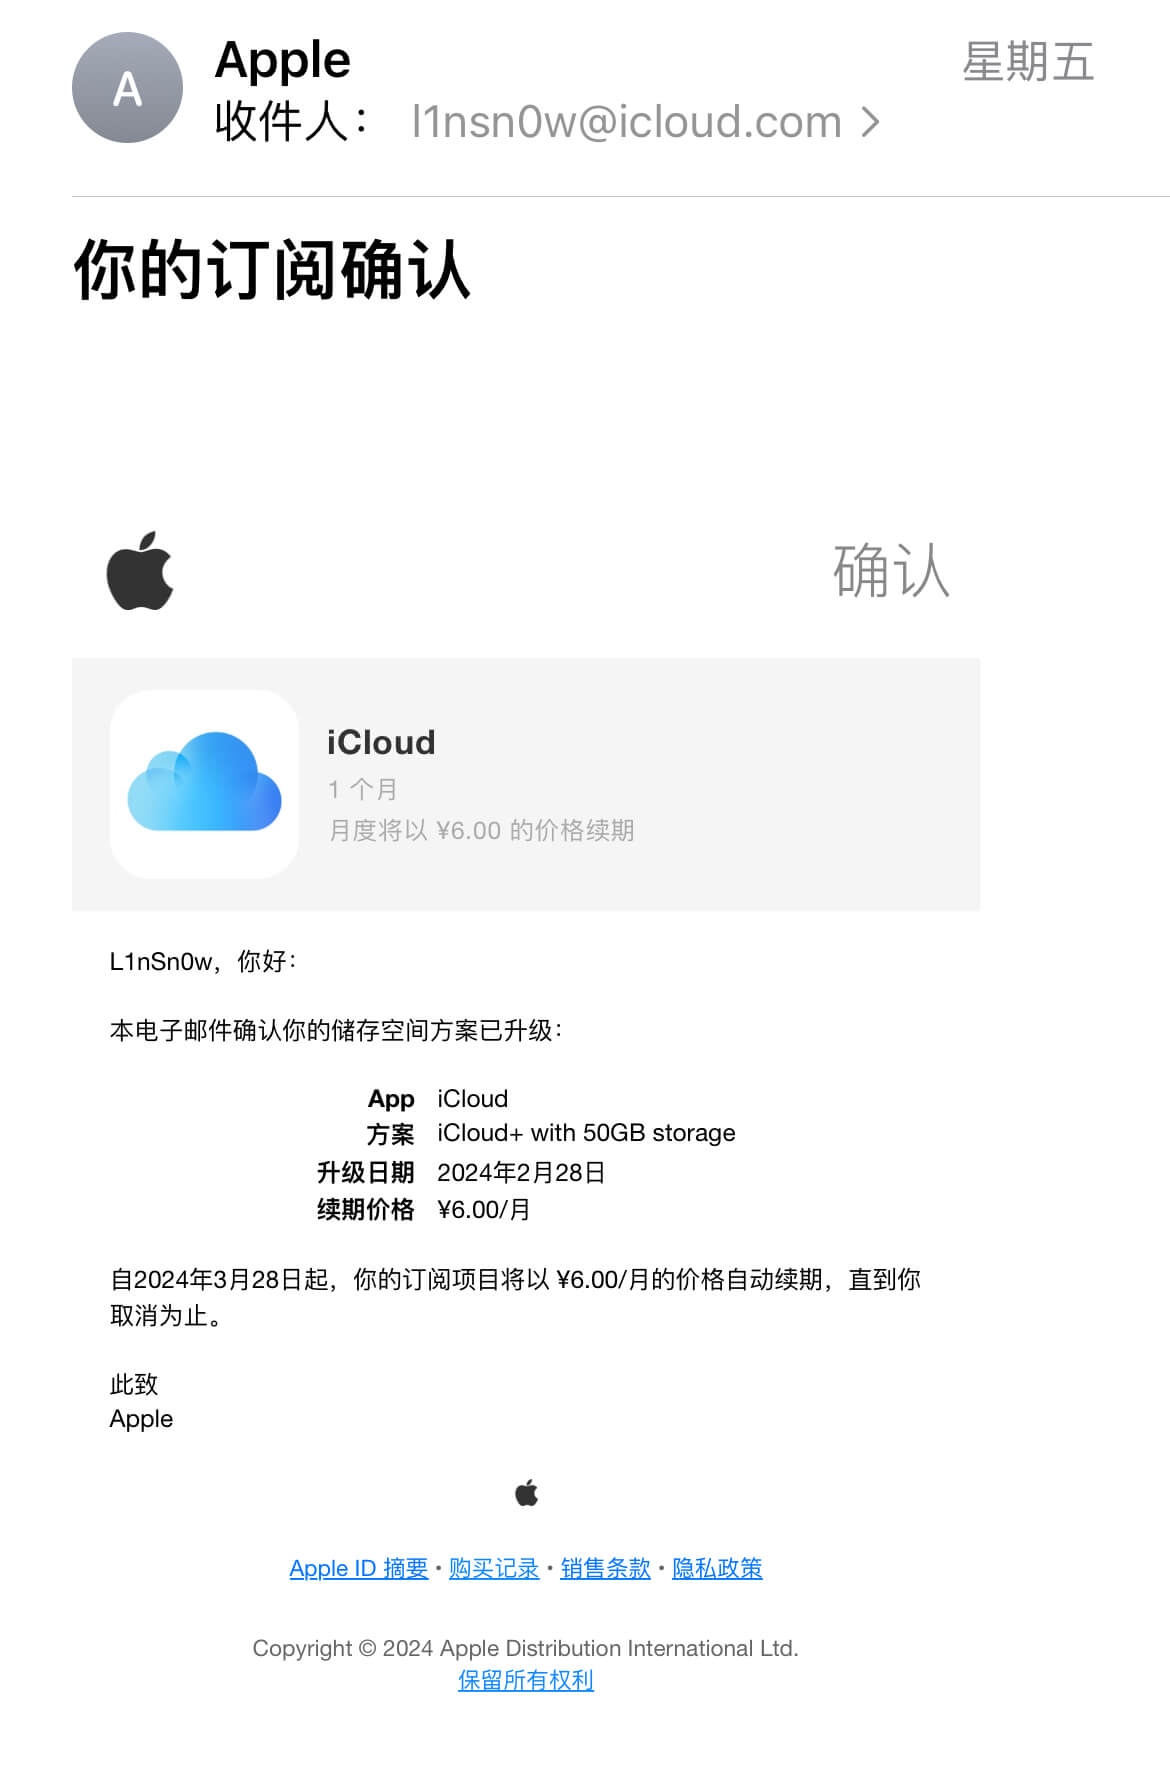 A
Apple
星期五
收件人： l1nsn0w@icloud.com
你的订阅确认
确认
iCloud
1 个月
月度将以 ¥6.00 的价格续期
L1nSn0w，你好：
本电子邮件确认你的储存空间方案已升级：
App iCloud
方案 iCloud+ with 50GB storage
升级日期 2024年2月28日
续期价格 ¥6.00/月
自2024年3月28日起，你的订阅项目将以 ¥6.00/月的价格自动续期，直到你
取消为止。
此致
Apple
Apple ID 摘要 • 购买记录 • 销售条款 • 隐私政策
Copyright © 2024 Apple Distribution International Ltd.
保留所有权利